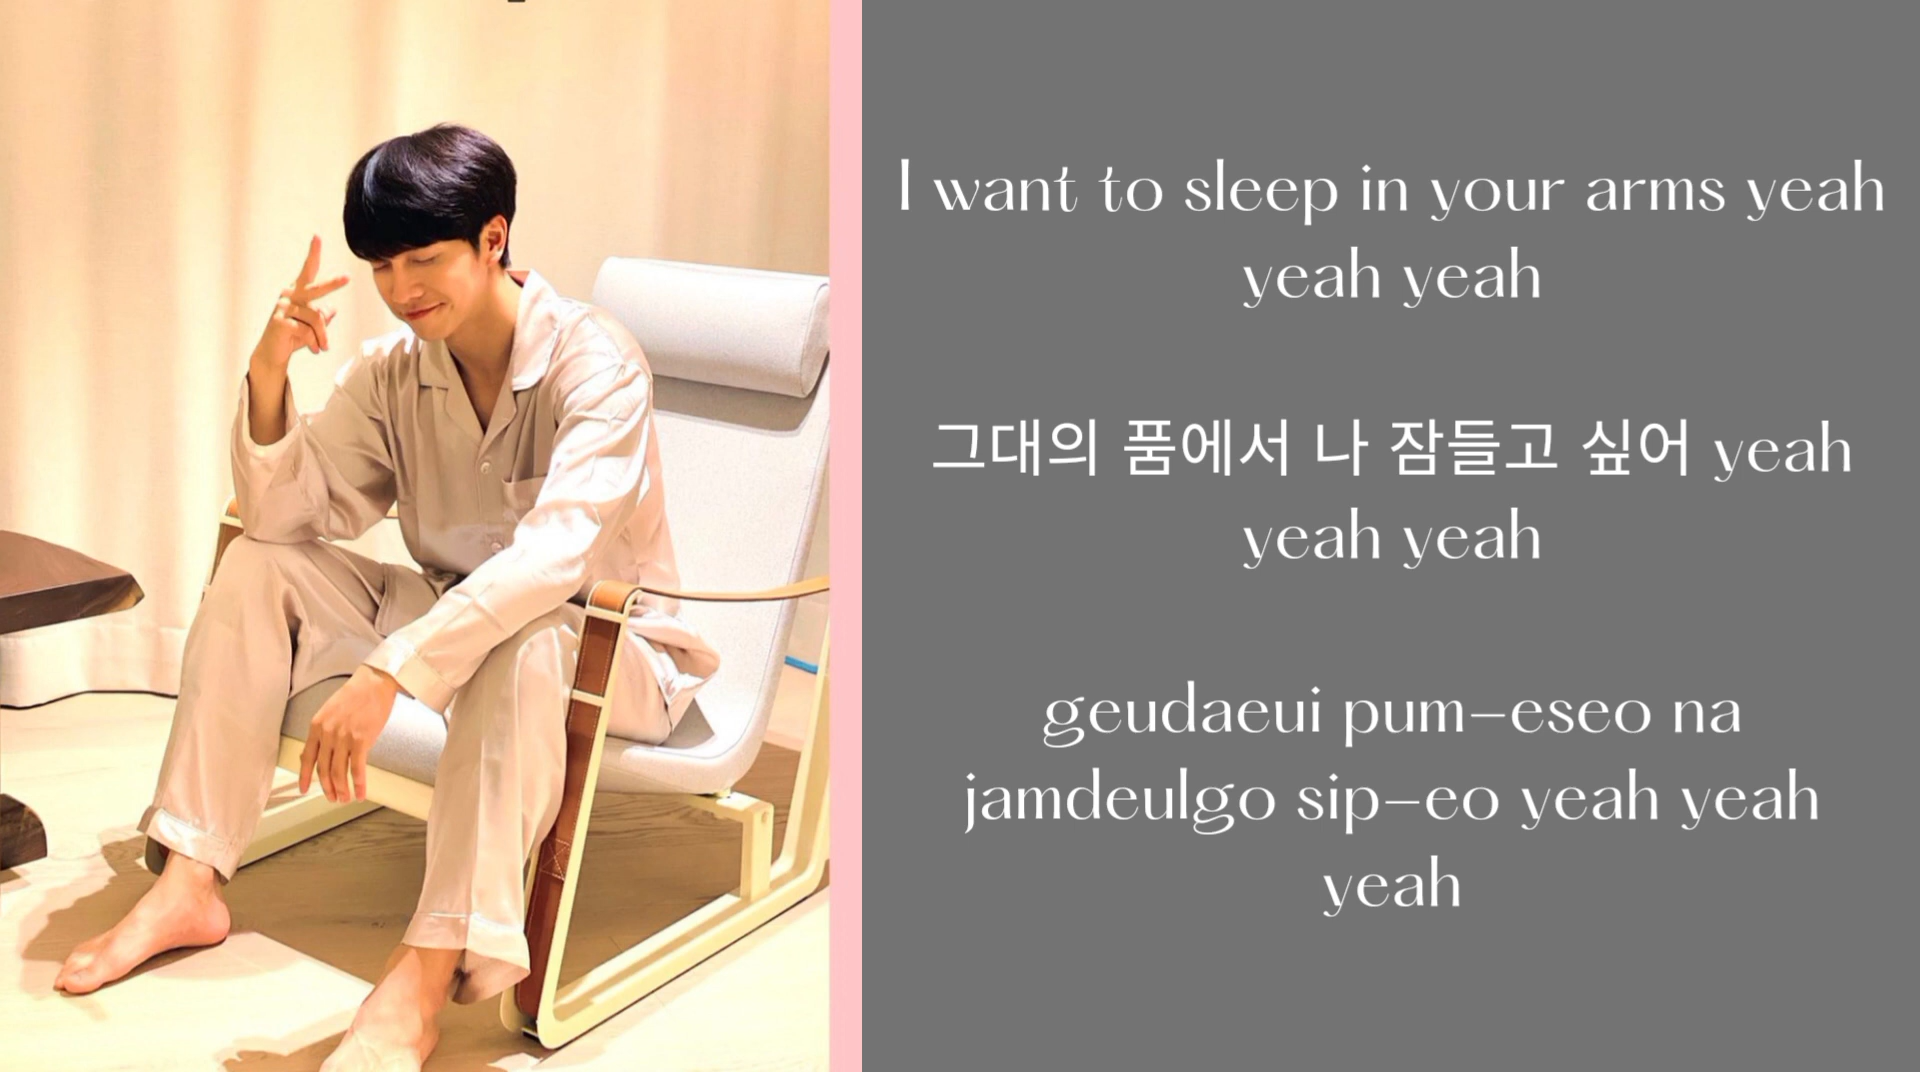 I want to sleep in your arms yeah
yeah yeah
그대의 품에서 나 잠들고 싶어 yeah
yeah yeah
geudaeui pum-eseo na
jamdeulgo sip-eo yeah yeah
yeah